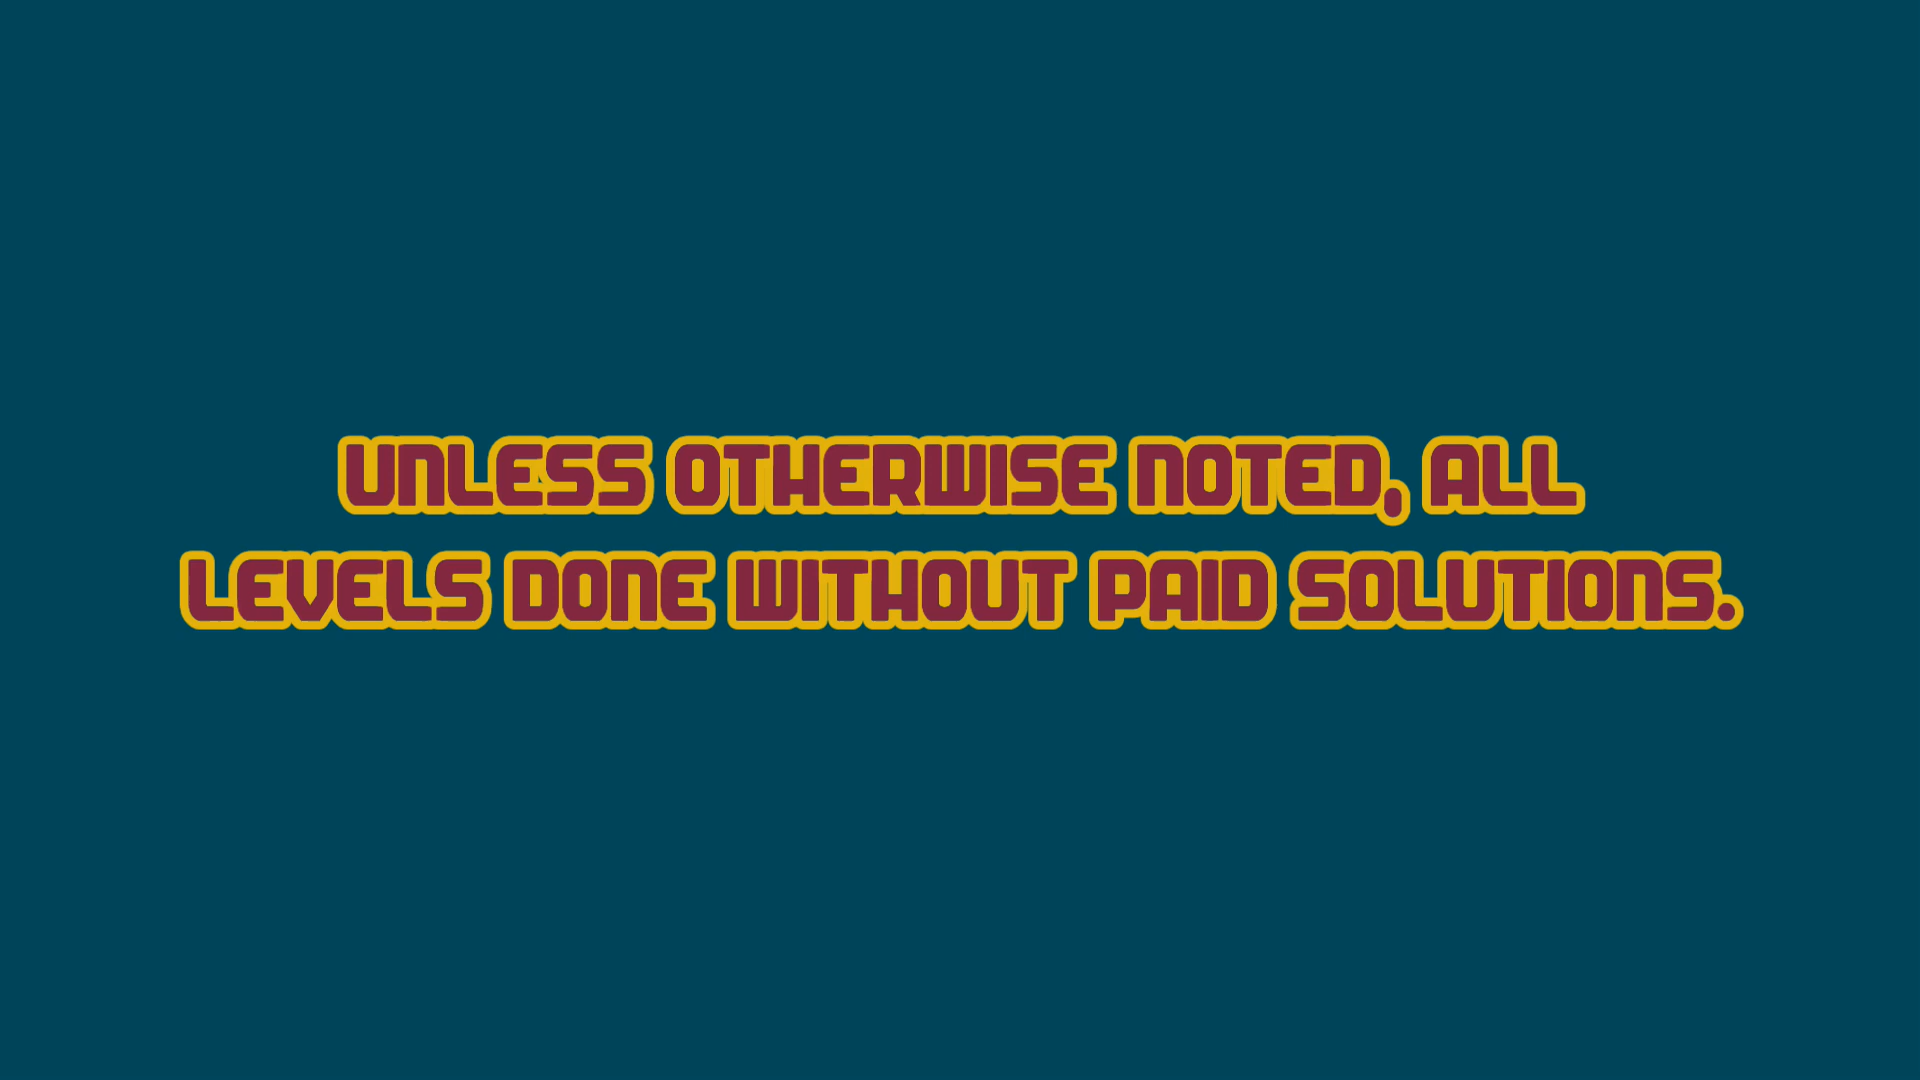 UNLESS OTHERWISE NOTED, ALL
LEVELS DONE WITHOUT PAID SOLUTIONS.